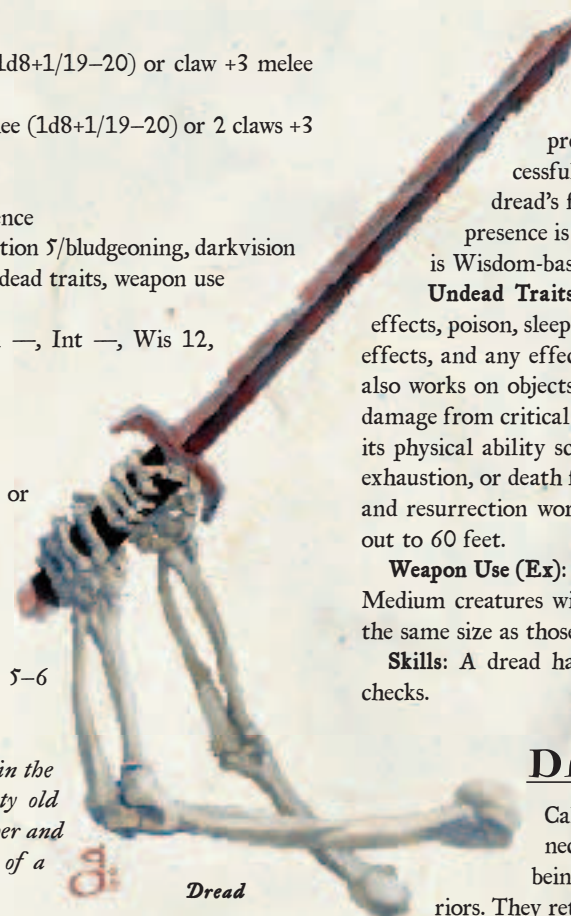 1d8+1/19–20) or claw +3 melee
ee (1d8+1/19–20) or 2 claws +3
ence
tion 5/bludgeoning, darkvision
dead traits, weapon use
—, Int —, Wis 12,
or
5–6
in the
ty old
er and
of a
Dread
pre
cessful
dread's f
presence is
is Wisdom-bas
Undead Traits
effects, poison, sleep
effects, and any effec
also works on objects
damage from critical
its physical ability sc
exhaustion, or death f
and resurrection wor
out to 60 feet.
Weapon Use (Ex):
Medium creatures wi
the same size as those
Skills: A dread ha
checks.
Ca
nec
bein
riors. They ret